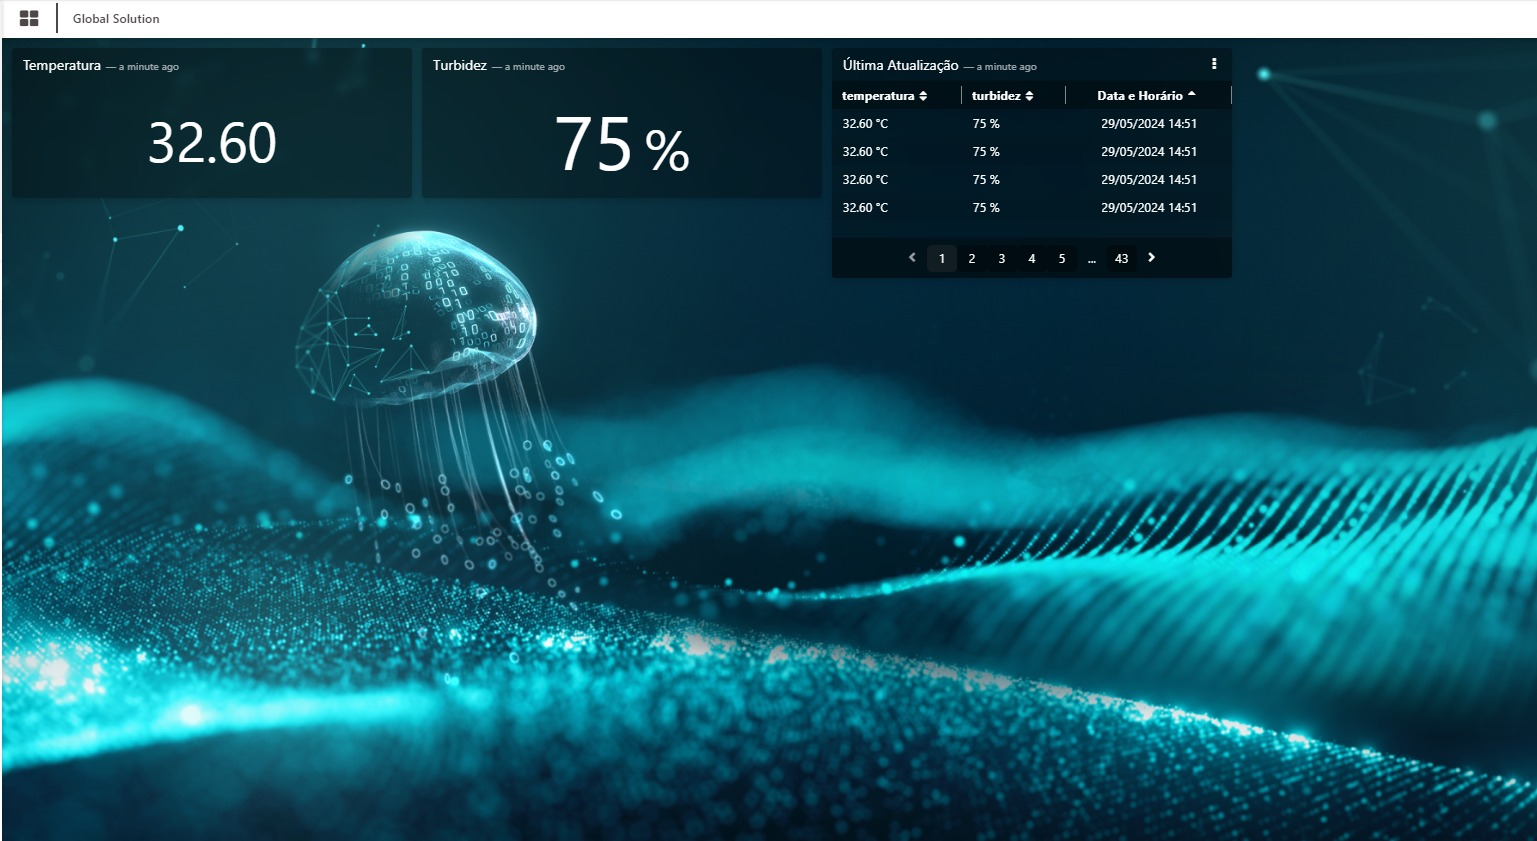 Global Solution
Temperatura — a minute ago
32.60
Turbidez — a minute ago
75 %
Última Atualização — a minute ago
temperatura turbidez Data e Horário
32.60 °C 75 % 29/05/2024 14:51
32.60 °C 75 % 29/05/2024 14:51
32.60 °C 75 % 29/05/2024 14:51
32.60 °C 75 % 29/05/2024 14:51
1 2 3 4 5 ... 43